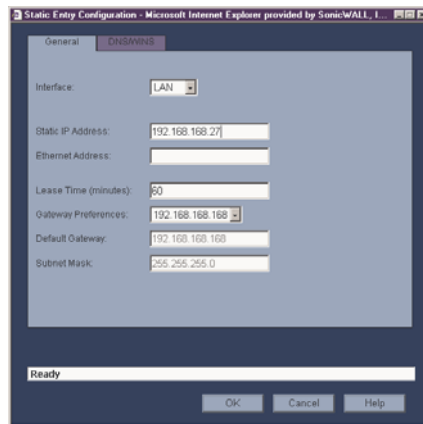 Static Entry Configuration - Microsoft Internet Explorer provided by SonicWALL, I...
General DNS/WINS
Interface: LAN
Static IP Address: 192.168.168.27
Ethernet Address:
Lease Time (minutes): 60
Gateway Preferences: 192.168.168.168
Default Gateway: 192.168.168.168
Subnet Mask: 255.255.255.0
Ready
OK Cancel Help